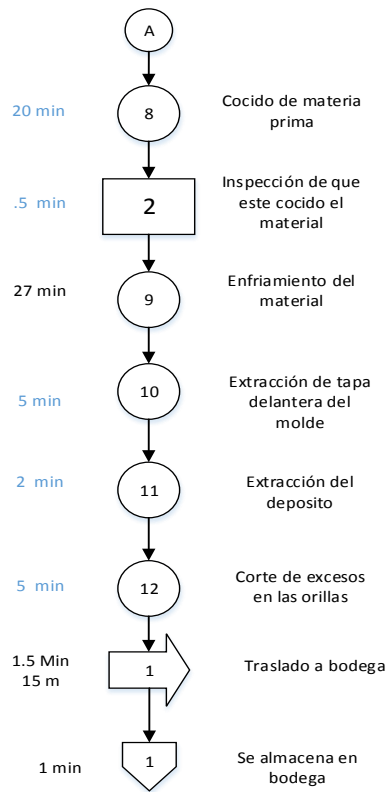 A
20 min
8
Cocido de materia
prima
.5 min
2
Inspección de que
este cocido el
material
27 min
9
Enfriamiento del
material
5 min
10
Extracción de tapa
delantera del
molde
2 min
11
Extracción del
deposito
5 min
12
Corte de excesos
en las orillas
1.5 Min
15 m
1
Traslado a bodega
1 min
1
Se almacena en
bodega